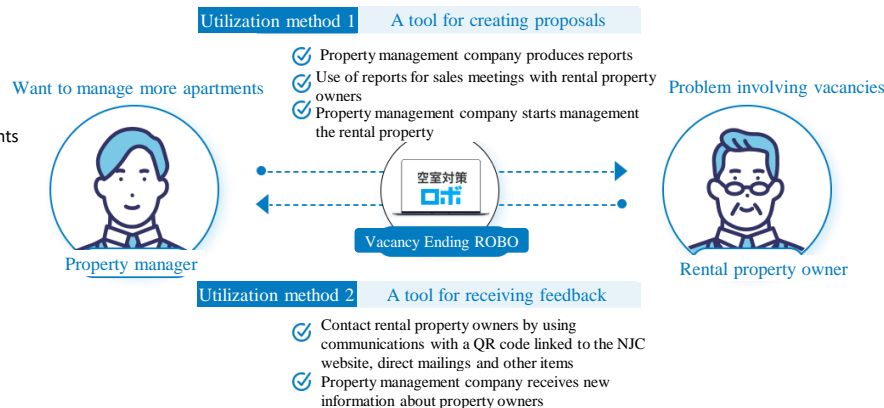 Utilization method 1 A tool for creating proposals
Property management company produces reports
Use of reports for sales meetings with rental property
owners
Property management company starts management
the rental property
Want to manage more apartments
Problem involving vacancies
nts
空室対策
ロボ
Vacancy Ending ROBO
Property manager
Rental property owner
Utilization method 2 A tool for receiving feedback
Contact rental property owners by using
communications with a QR code linked to the NJC
website, direct mailings and other items
Property management company receives new
information about property owners